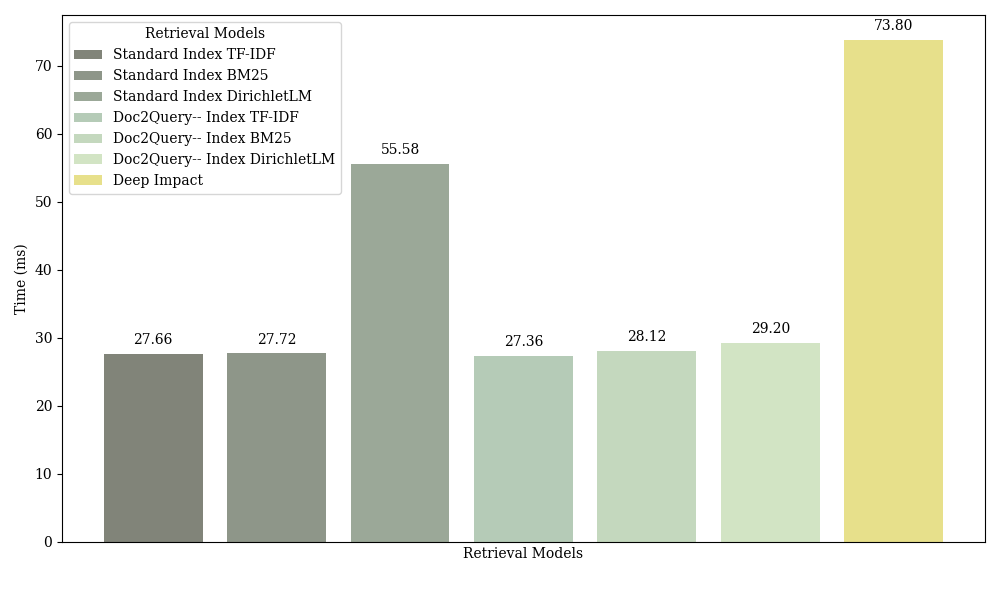 Retrieval Models
Standard Index TF-IDF
Standard Index BM25
Standard Index DirichletLM
Doc2Query-- Index TF-IDF
Doc2Query-- Index BM25
Doc2Query-- Index DirichletLM
Deep Impact
73.80
55.58
27.66
27.72
27.36
28.12
29.20
70
60
50
40
30
20
10
0
Time (ms)
Retrieval Models